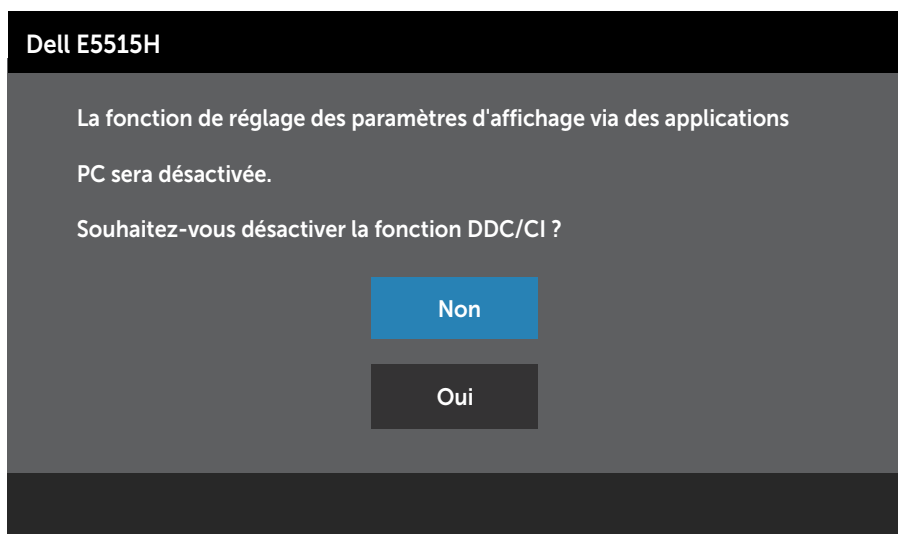 Dell E5515H
La fonction de réglage des paramètres d'affichage via des applications
PC sera désactivée.
Souhaitez-vous désactiver la fonction DDC/CI ?
Non
Oui